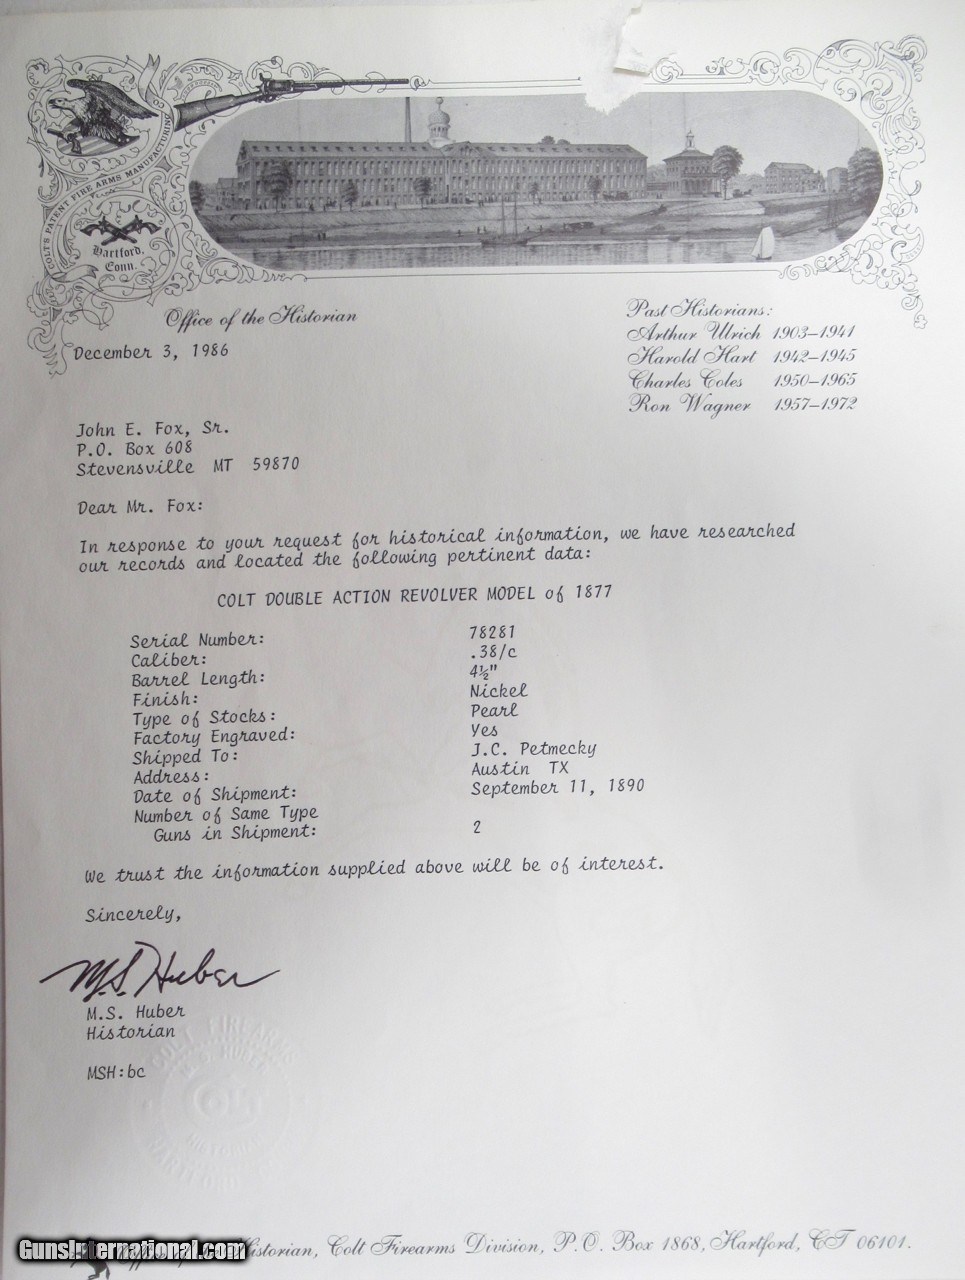 COLT'S PATENT FIRE ARMS MANUFACTURING CO
Hartford,
Conn.
Office of the Historian
Past Historians:
Arthur Ulrich 1903–1941
Harold Hart 1942–1945
Charles Coles 1950–1965
Ron Wagner 1957–1972
December 3, 1986
John E. Fox, Sr.
P.O. Box 608
Stevensville MT 59870
Dear Mr. Fox:
In response to your request for historical information, we have researched
our records and located the following pertinent data:
COLT DOUBLE ACTION REVOLVER MODEL of 1877
Serial Number: 78281
Caliber: .38/c
Barrel Length: 4½"
Finish: Nickel
Type of Stocks: Pearl
Factory Engraved: Yes
Shipped To: J.C. Petmecky
Address: Austin TX
Date of Shipment: September 11, 1890
Number of Same Type
Guns in Shipment: 2
We trust the information supplied above will be of interest.
Sincerely,
M.S. Huber
M.S. Huber
Historian
MSH:bc
COLT FIREARMS
HUBER
COLT
HISTORIAN
HARTFORD
GunsInternational.com
Historian, Colt Firearms Division, P.O. Box 1868, Hartford, CT 06101.